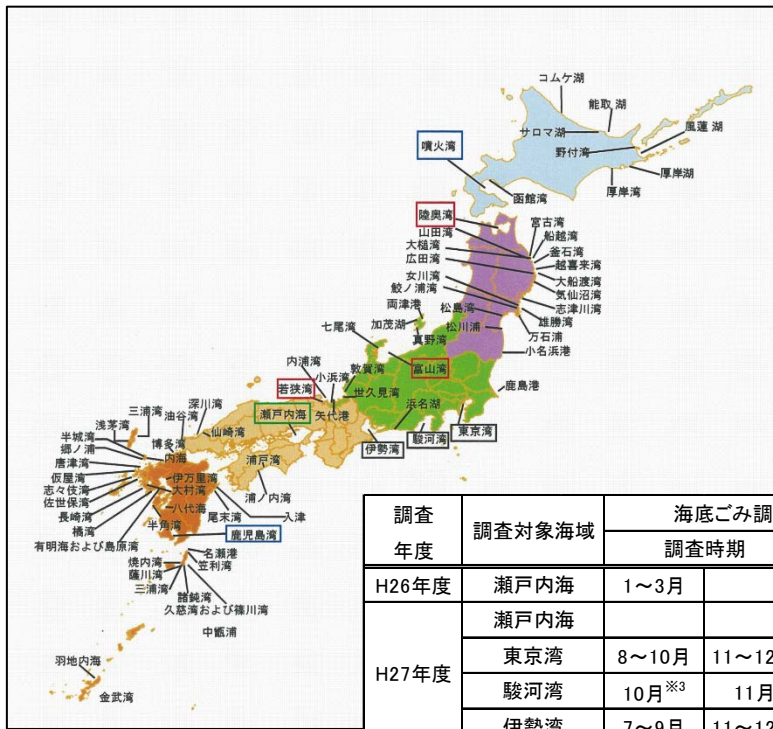 コムケ湖
能取 湖
サロマ湖
風蓮 湖
噴火湾
野付湾
厚岸湖
函館湾
厚岸湾
陸奥湾
宮古湾
山田湾
船越湾
大槌湾
釜石湾
広田湾
越喜来湾
女川湾
大船渡湾
鮫ノ浦湾
気仙沼湾
両津港
松島湾
志津川湾
加茂湖
雄勝湾
七尾湾
真野湾
松川浦
万石浦
小名浜港
内浦湾
小浜湾
敦賀湾
富山湾
若狭湾
世久見湾
鹿島港
深川湾
瀬戸内海
矢代港
浜名湖
三浦湾
油谷湾
浅茅湾
仙崎湾
東京湾
半城湾
博多湾
伊勢湾
駿河湾
郷ノ浦
内海
浦戸湾
唐津湾
伊万里湾
仮屋湾
大村湾
志々伎湾
浦ノ内湾
佐世保湾
八代海
長崎湾
尾末湾
入津
橘湾
半角湾
鹿児島湾
有明海および島原湾
名瀬港
焼内湾
笠利湾
薩川湾
三浦湾
諸鈍湾
久慈湾および篠川湾
中甑浦
羽地内海
金武湾
調査年度 調査対象海域 海底ごみ調
調査時期
H26年度 瀬戸内海 1～3月
H27年度 瀬戸内海
東京湾 8～10月 11～12
駿河湾 10月※3 11月
伊勢湾 7～9月 11～12